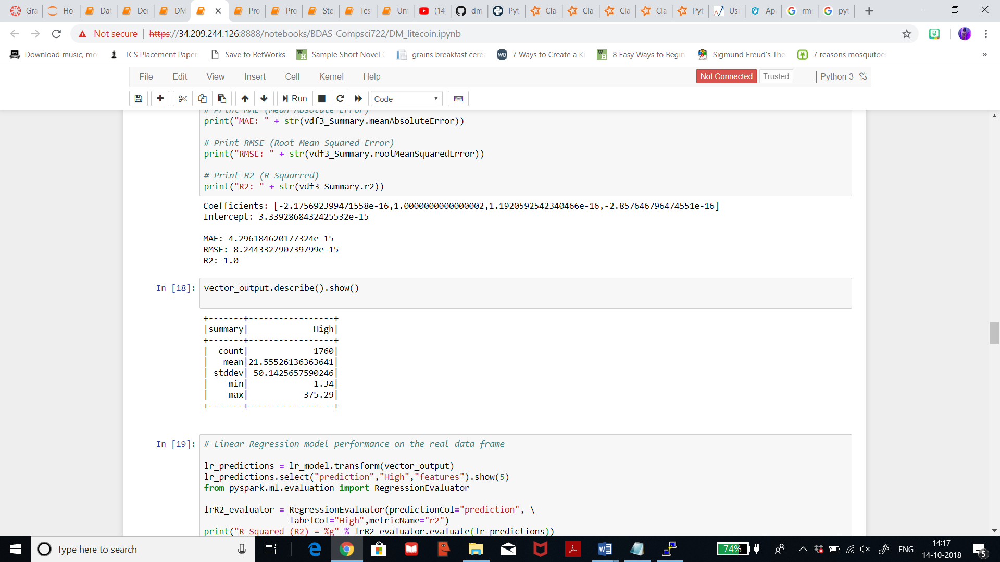 Gra Ho Dat Der DM Pro Pro Ste Tes Unt (14 dm Pyt Cla Cla Cla Cla Pyt Usi Ap rm pyt
Not secure https://34.209.244.126:8888/notebooks/BDAS-Compsci722/DM_litecoin.ipynb
Download music, mo TCS Placement Paper Save to RefWorks Sample Short Novel grains breakfast cere 7 Ways to Create a Ki 8 Easy Ways to Begin Sigmund Freud's The 7 reasons mosquitoe »
File Edit View Insert Cell Kernel Help Not Connected Trusted Python 3
Run Code
# Print MAE (Mean Absolute Error)
print("MAE: " + str(vdf3_Summary.meanAbsoluteError))
# Print RMSE (Root Mean Squared Error)
print("RMSE: " + str(vdf3_Summary.rootMeanSquaredError))
# Print R2 (R Squarred)
print("R2: " + str(vdf3_Summary.r2))
Coefficients: [-2.175692399471558e-16,1.0000000000000002,1.1920592542340466e-16,-2.857646796474551e-16]
Intercept: 3.3392868432425532e-15
MAE: 4.296184620177324e-15
RMSE: 8.244332790739799e-15
R2: 1.0
In [18]: vector_output.describe().show()
+-------+-----------------+
|summary|             High|
+-------+-----------------+
|  count|             1760|
|   mean|21.55526136363641|
| stddev| 50.1425657590246|
|    min|             1.34|
|    max|           375.29|
+-------+-----------------+
In [19]: # Linear Regression model performance on the real data frame
lr_predictions = lr_model.transform(vector_output)
lr_predictions.select("prediction","High","features").show(5)
from pyspark.ml.evaluation import RegressionEvaluator
lrR2_evaluator = RegressionEvaluator(predictionCol="prediction", \
labelCol="High",metricName="r2")
print("R Squared (R2) = %g" % lrR2_evaluator.evaluate(lr_predictions))
Type here to search 74% ENG 14:17
14-10-2018 5